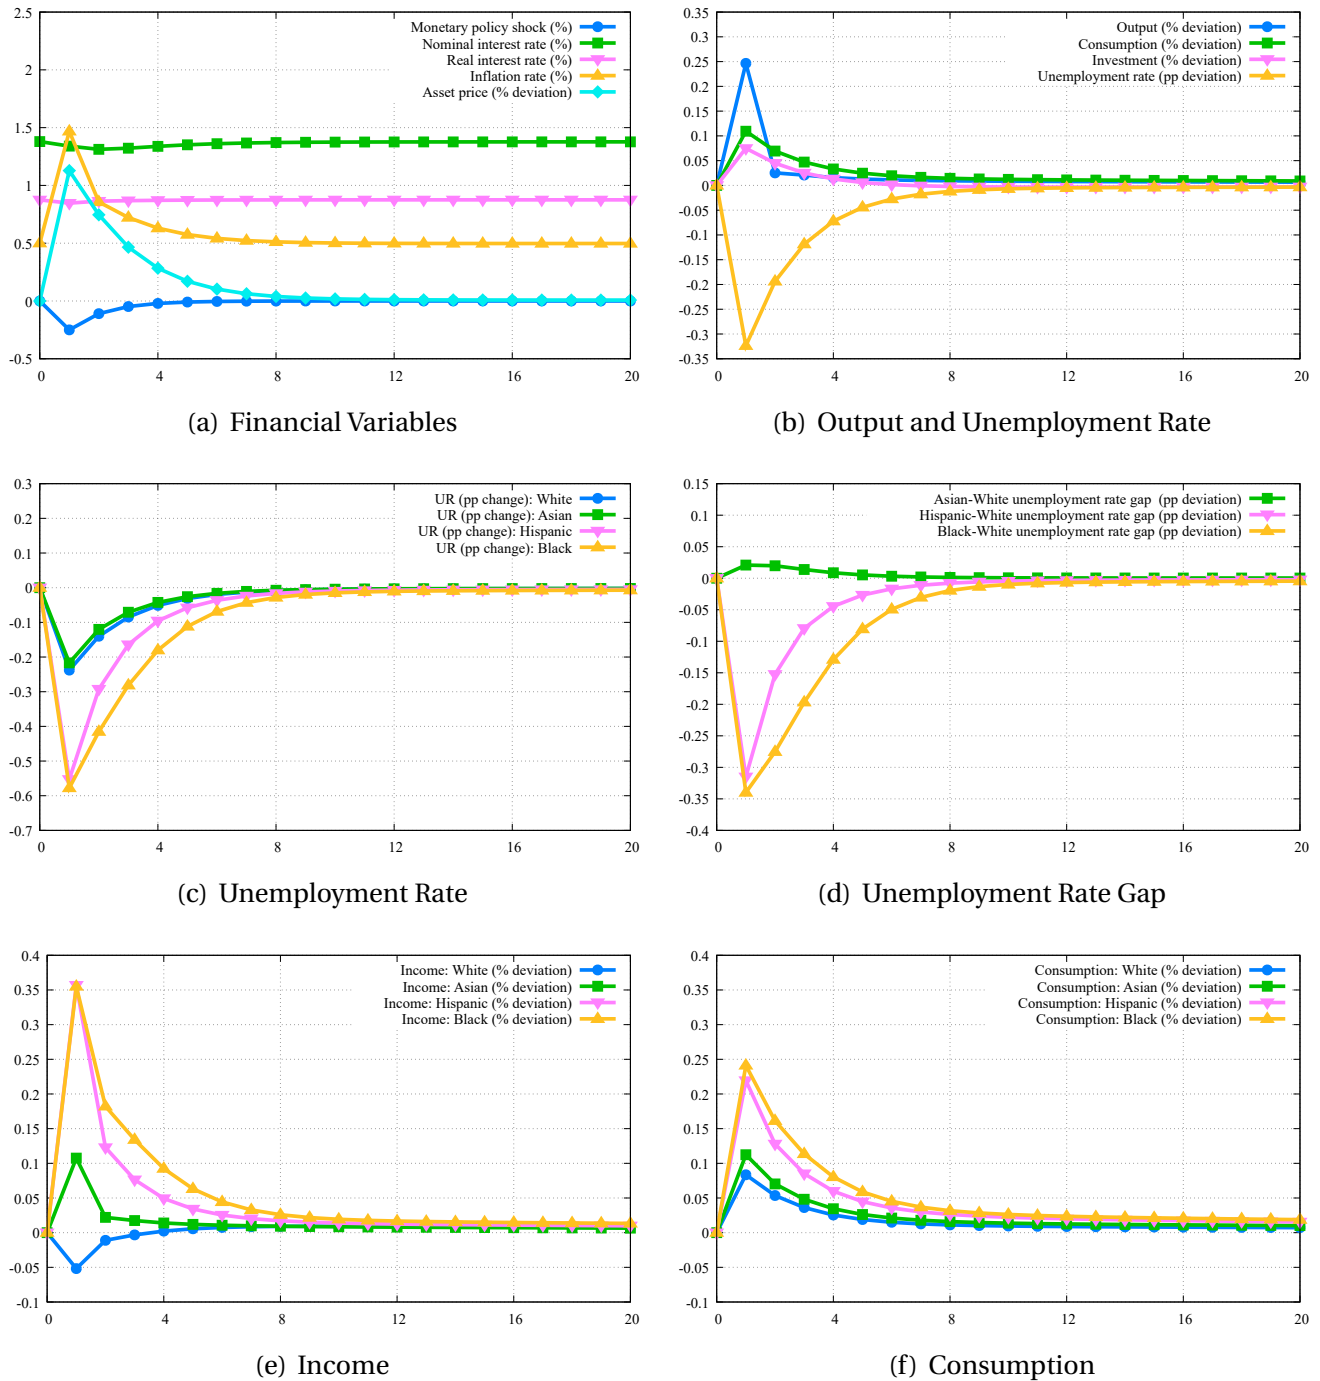 2.5
2
1.5
1
0.5
0
-0.5
0 4 8 12 16 20
Monetary policy shock (%)
Nominal interest rate (%)
Real interest rate (%)
Inflation rate (%)
Asset price (% deviation)
(a) Financial Variables
0.35
0.3
0.25
0.2
0.15
0.1
0.05
0
-0.05
-0.1
-0.15
-0.2
-0.25
-0.3
-0.35
0 4 8 12 16 20
Output (% deviation)
Consumption (% deviation)
Investment (% deviation)
Unemployment rate (pp deviation)
(b) Output and Unemployment Rate
0.3
0.2
0.1
0
-0.1
-0.2
-0.3
-0.4
-0.5
-0.6
-0.7
0 4 8 12 16 20
UR (pp change): White
UR (pp change): Asian
UR (pp change): Hispanic
UR (pp change): Black
(c) Unemployment Rate
0.15
0.1
0.05
0
-0.05
-0.1
-0.15
-0.2
-0.25
-0.3
-0.35
-0.4
0 4 8 12 16 20
Asian-White unemployment rate gap (pp deviation)
Hispanic-White unemployment rate gap (pp deviation)
Black-White unemployment rate gap (pp deviation)
(d) Unemployment Rate Gap
0.4
0.35
0.3
0.25
0.2
0.15
0.1
0.05
0
-0.05
-0.1
0 4 8 12 16 20
Income: White (% deviation)
Income: Asian (% deviation)
Income: Hispanic (% deviation)
Income: Black (% deviation)
(e) Income
0.4
0.35
0.3
0.25
0.2
0.15
0.1
0.05
0
-0.05
-0.1
0 4 8 12 16 20
Consumption: White (% deviation)
Consumption: Asian (% deviation)
Consumption: Hispanic (% deviation)
Consumption: Black (% deviation)
(f) Consumption